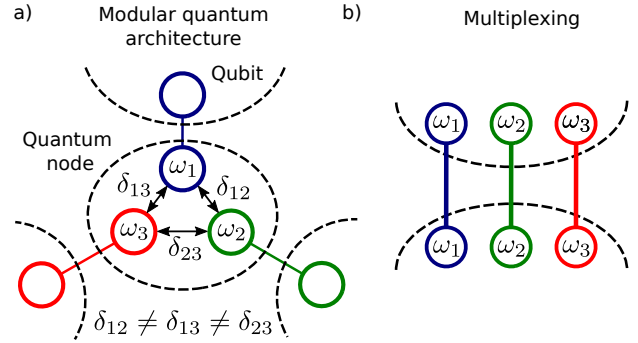 a)
Modular quantum
architecture
Qubit
Quantum
node
ω₁
δ₁₃
δ₁₂
ω₃
ω₂
δ₂₃
δ₁₂ ≠ δ₁₃ ≠ δ₂₃
b)
Multiplexing
ω₁ ω₂ ω₃
ω₁ ω₂ ω₃